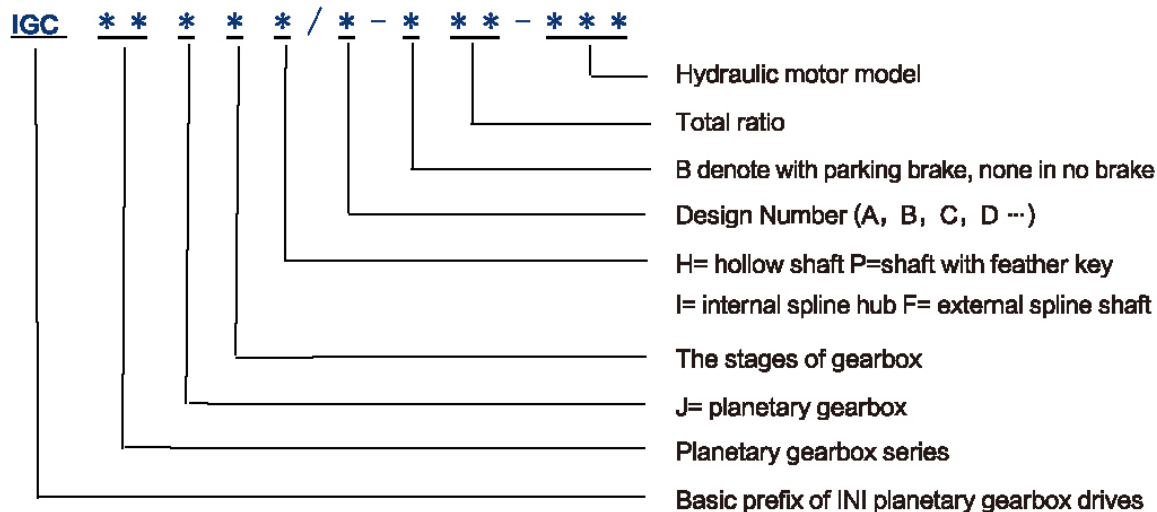 IGC ** * * * / * - * ** - ***
Hydraulic motor model
Total ratio
B denote with parking brake, none in no brake
Design Number (A, B, C, D ···)
H= hollow shaft P=shaft with feather key
I= internal spline hub F= external spline shaft
The stages of gearbox
J= planetary gearbox
Planetary gearbox series
Basic prefix of INI planetary gearbox drives